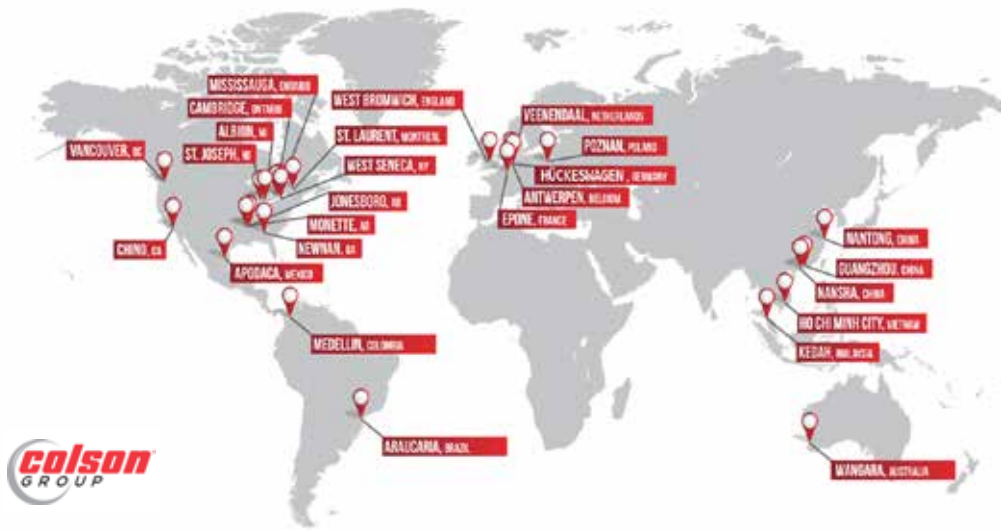 MISSISSAUGA, ONTARIO
CAMBRIDGE, ONTARIO
ALBION, MI
ST. JOSEPH, MI
VANCOUVER, BC
CHINO, CA
WEST BROMWICH, ENGLAND
ST. LAURENT, MONTREAL
WEST SENECA, NY
JONESBORO, AR
MONETTE, AR
NEWNAN, GA
APODACA, MEXICO
MEDELLIN, COLOMBIA
ARAUCARIA, BRAZIL
VEENENDAAL, NETHERLANDS
POZNAN, POLAND
HÜCKESWAGEN, GERMANY
ANTWERPEN, BELGIUM
EPONE, FRANCE
NANTONG, CHINA
GUANGZHOU, CHINA
NANSHA, CHINA
HO CHI MINH CITY, VIETNAM
KEDAH, MALAYSIA
WANGARA, AUSTRALIA
colson
GROUP